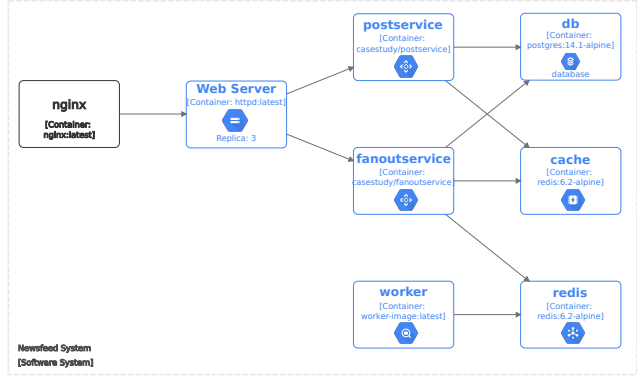 postservice
[Container:
casestudy/postservice]
db
[Container:
postgres:14.1-alpine]
database
nginx
[Container:
nginx:latest]
Web Server
[Container: httpd:latest]
Replica: 3
fanoutservice
[Container:
casestudy/fanoutservice]
cache
[Container:
redis:6.2-alpine]
worker
[Container:
worker-image:latest]
redis
[Container:
redis:6.2-alpine]
Newsfeed System
[Software System]